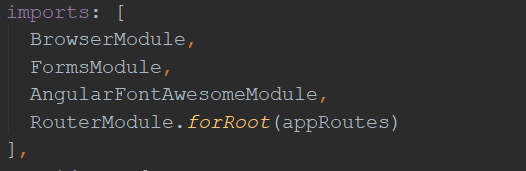 imports: [
BrowserModule,
FormsModule,
AngularFontAwesomeModule,
RouterModule.forRoot(appRoutes)
],